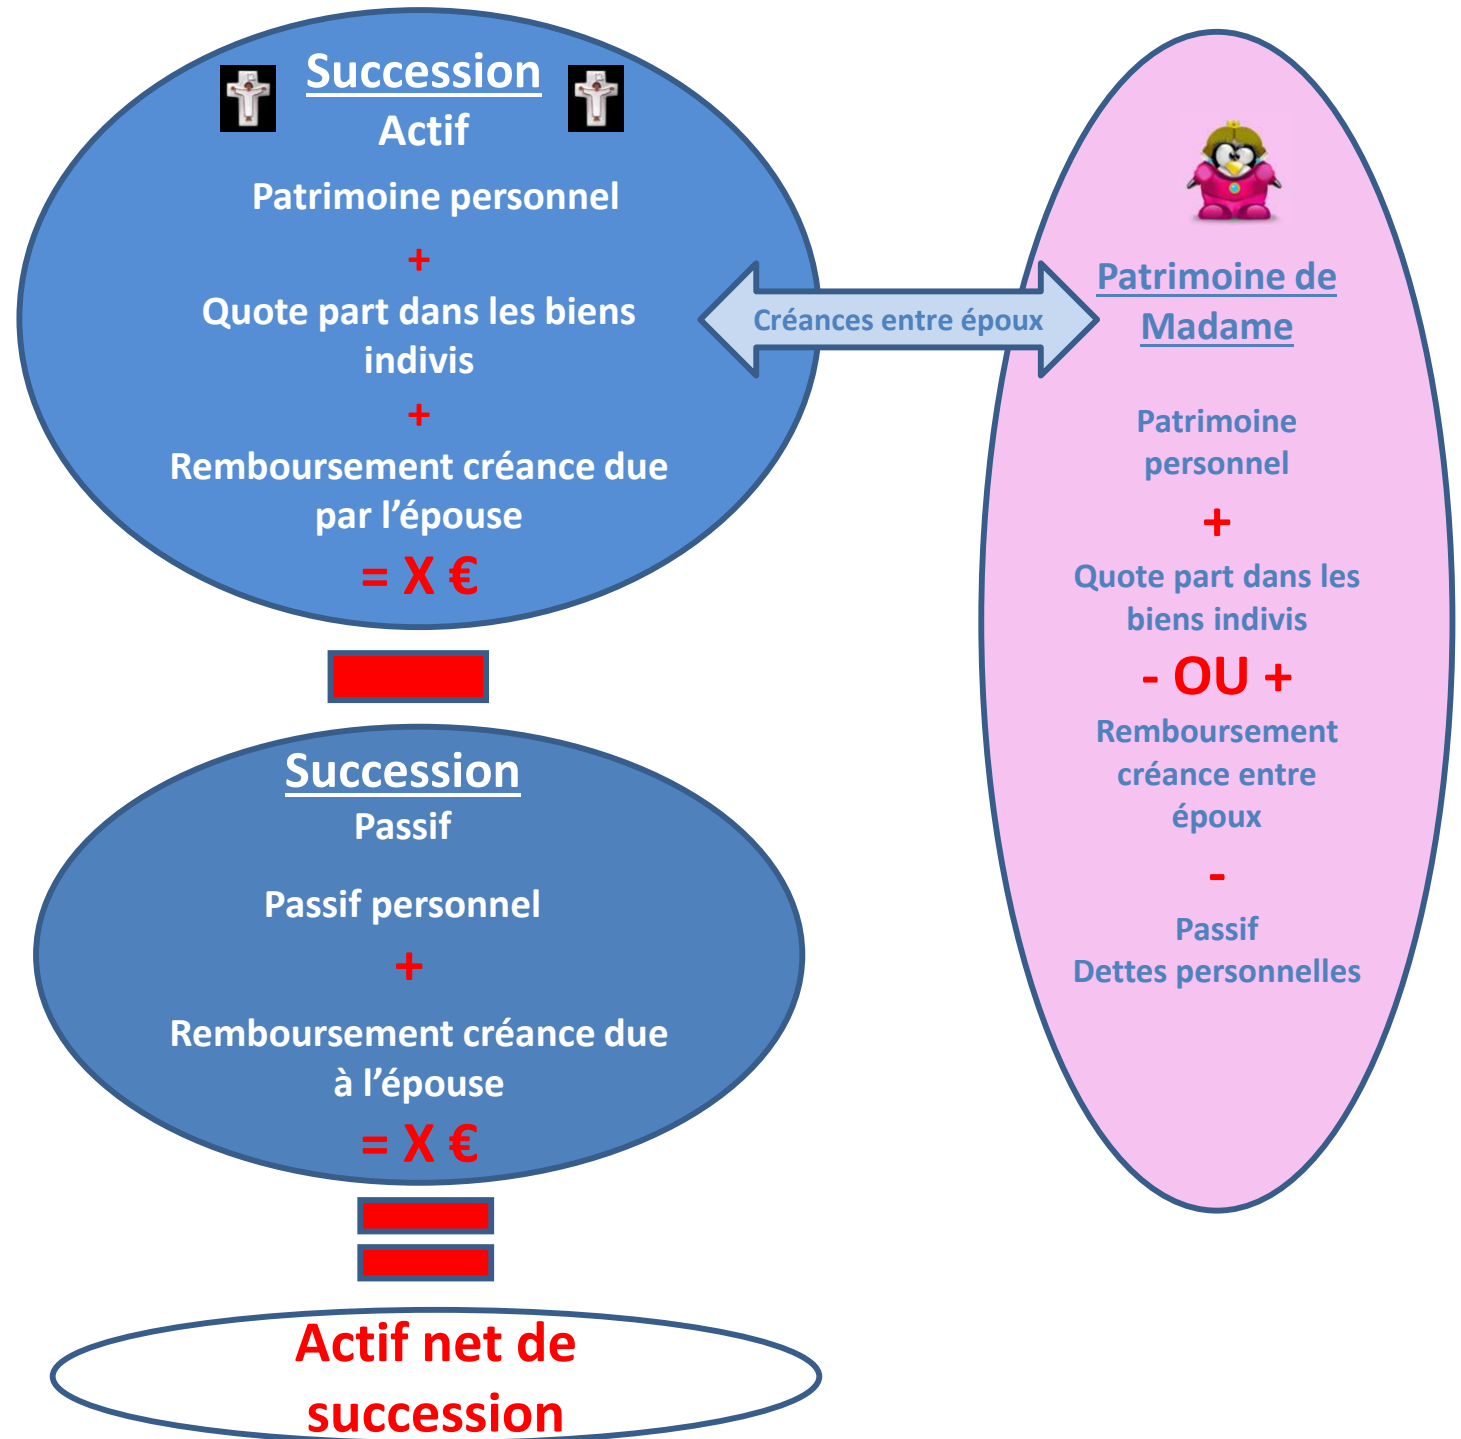 Succession
Actif
Patrimoine personnel
+
Quote part dans les biens
indivis
+
Remboursement créance due
par l’épouse
= X €
Créances entre époux
Succession
Passif
Passif personnel
+
Remboursement créance due
à l’épouse
= X €
Actif net de
succession
Patrimoine de
Madame
Patrimoine
personnel
+
Quote part dans les
biens indivis
- OU +
Remboursement
créance entre
époux
-
Passif
Dettes personnelles